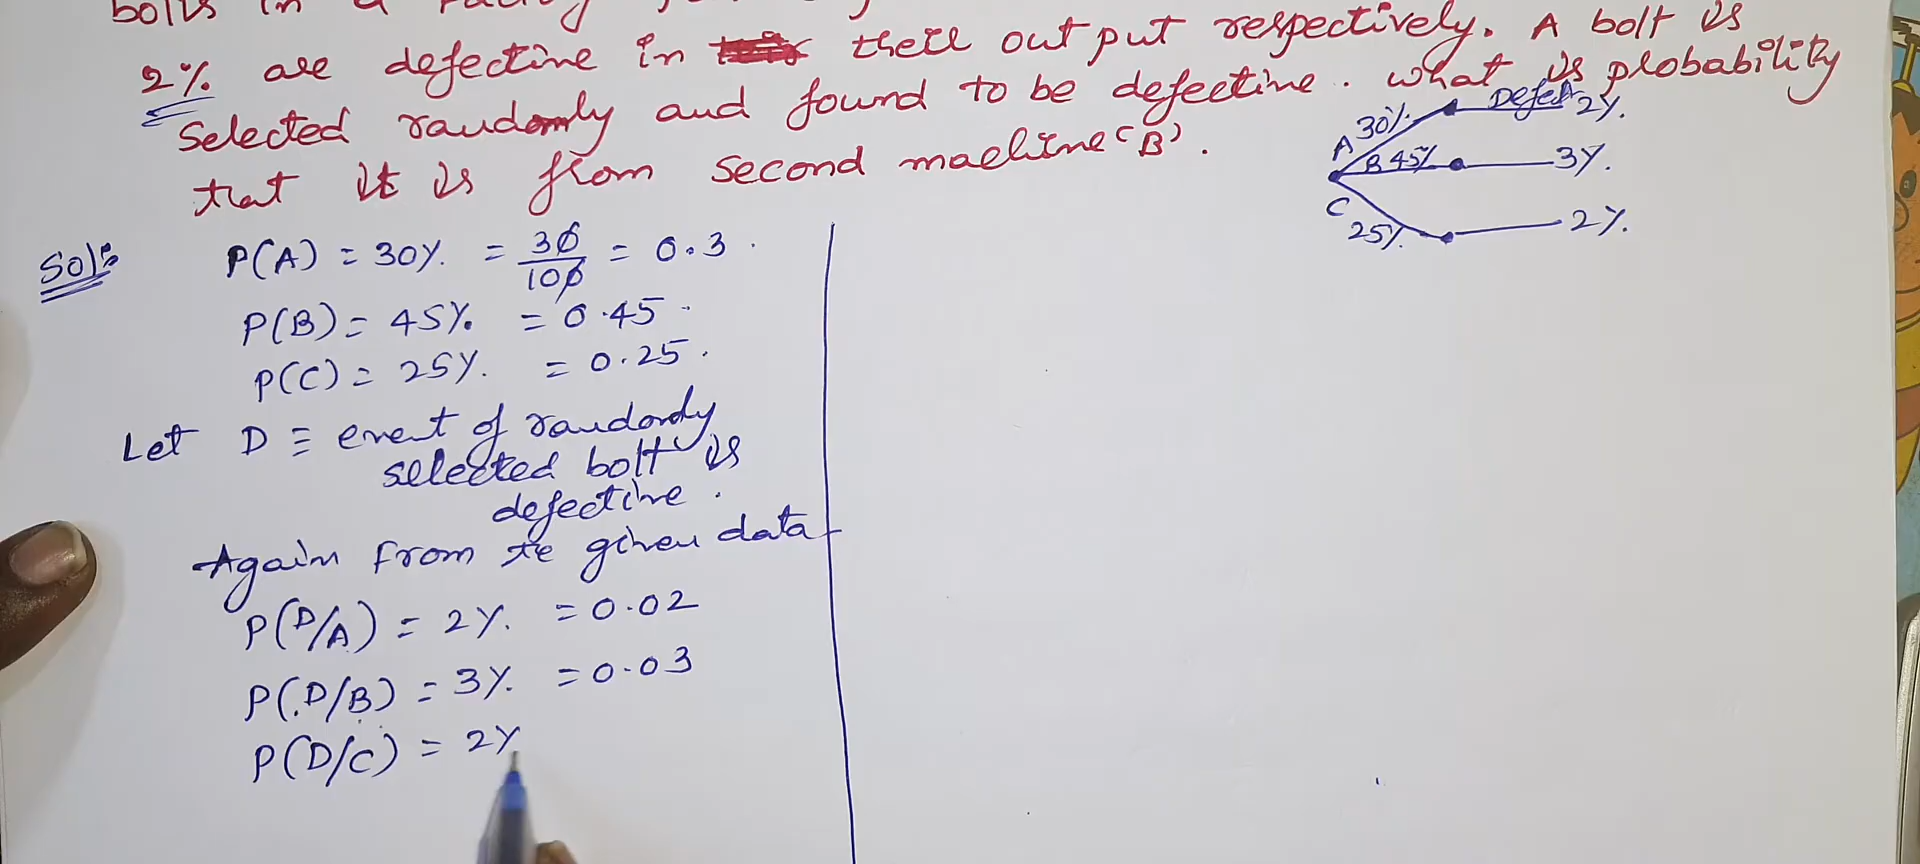 bolts in a
2% are defective in their output respectively. A bolt is
selected randomly and found to be defective. what is probability
that it is from second machine (B).
A 30% Defect 2%.
B 45% 3%.
C 25% 2%.
Sol:
P(A) = 30%. = 30/100 = 0.3.
P(B) = 45%. = 0.45.
P(C) = 25%. = 0.25.
Let D ≡ event of randomly
selected bolt is
defective.
Again from the given data
P(D/A) = 2%. = 0.02
P(D/B) = 3%. = 0.03
P(D/C) = 2%